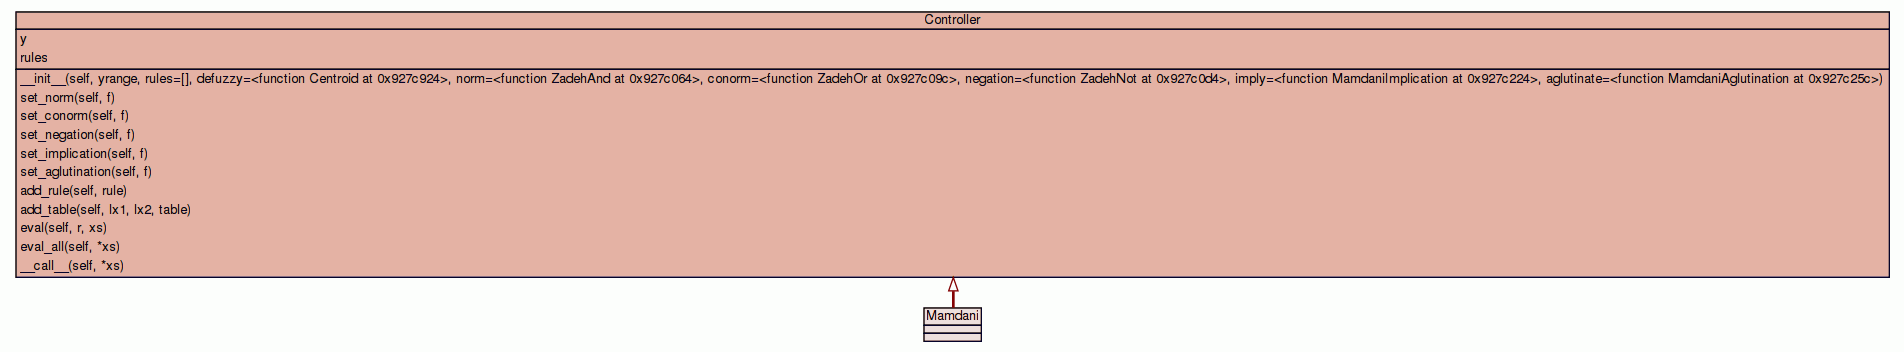 Controller
y
rules
__init__(self, yrange, rules=[], defuzzy=<function Centroid at 0x927c924>, norm=<function ZadehAnd at 0x927c064>, conorm=<function ZadehOr at 0x927c09c>, negation=<function ZadehNot at 0x927c0d4>, imply=<function MamdaniImplication at 0x927c224>, aglutinate=<function MamdaniAglutination at 0x927c25c>)
set_norm(self, f)
set_conorm(self, f)
set_negation(self, f)
set_implication(self, f)
set_aglutination(self, f)
add_rule(self, rule)
add_table(self, lx1, lx2, table)
eval(self, r, xs)
eval_all(self, *xs)
__call__(self, *xs)
Mamdani